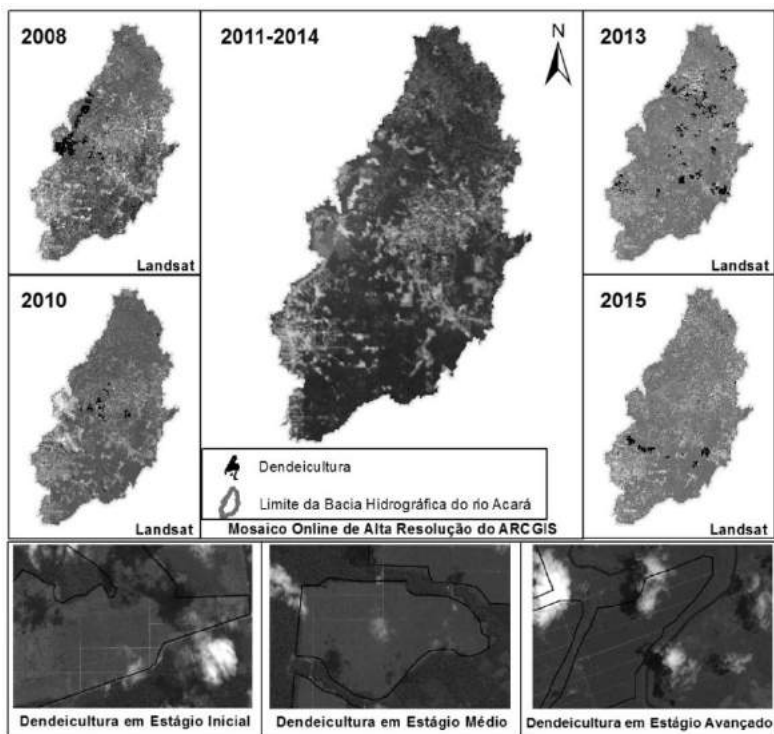 2008
Landsat
2011-2014
N
2013
Landsat
2010
Landsat
2015
Landsat
Dendeicultura
Limite da Bacia Hidrográfica do rio Acará
Mosaico Online de Alta Resolução do ARCGIS
Dendeicultura em Estágio Inicial
Dendeicultura em Estágio Médio
Dendeicultura em Estágio Avançado